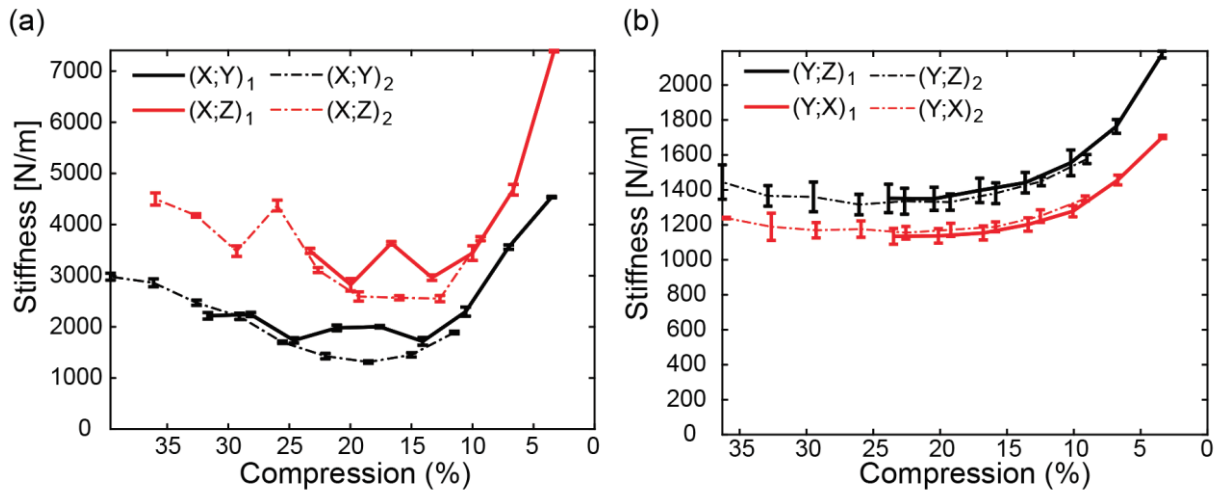 (a)
(X;Y)₁ (X;Y)₂
(X;Z)₁ (X;Z)₂
Stiffness [N/m]
7000
6000
5000
4000
3000
2000
1000
0
35 30 25 20 15 10 5 0
Compression (%)
(b)
(Y;Z)₁ (Y;Z)₂
(Y;X)₁ (Y;X)₂
Stiffness [N/m]
2000
1800
1600
1400
1200
1000
800
600
400
200
0
35 30 25 20 15 10 5 0
Compression (%)